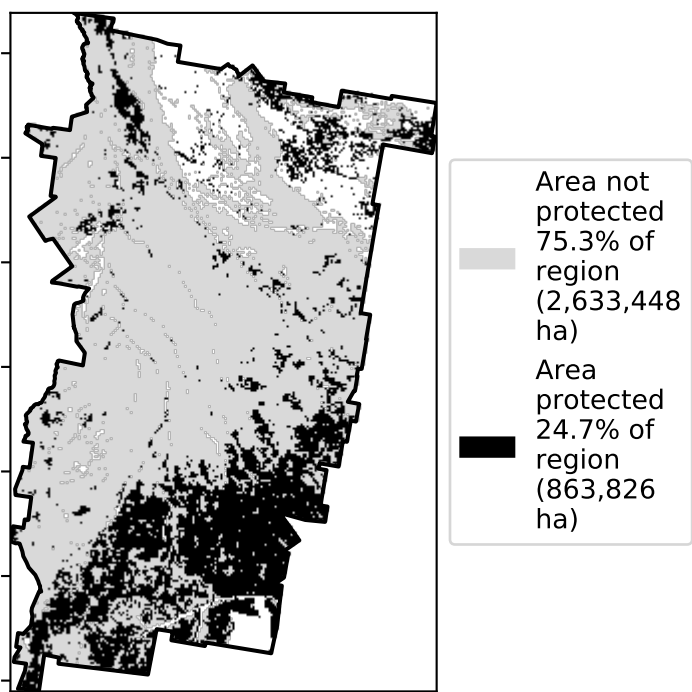 Area not
protected
75.3% of
region
(2,633,448
ha)
Area
protected
24.7% of
region
(863,826
ha)